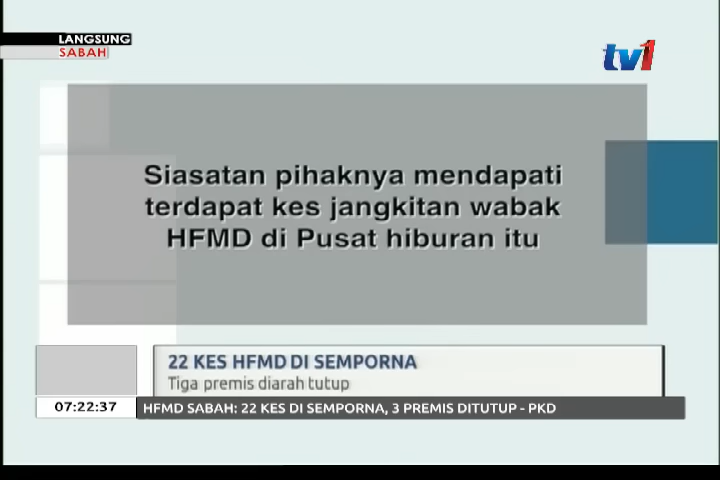 LANGSUNG
SABAH
tv1
Siasatan pihaknya mendapati
terdapat kes jangkitan wabak
HFMD di Pusat hiburan itu
22 KES HFMD DI SEMPORNA
Tiga premis diarah tutup
07:22:37
HFMD SABAH: 22 KES DI SEMPORNA, 3 PREMIS DITUTUP - PKD